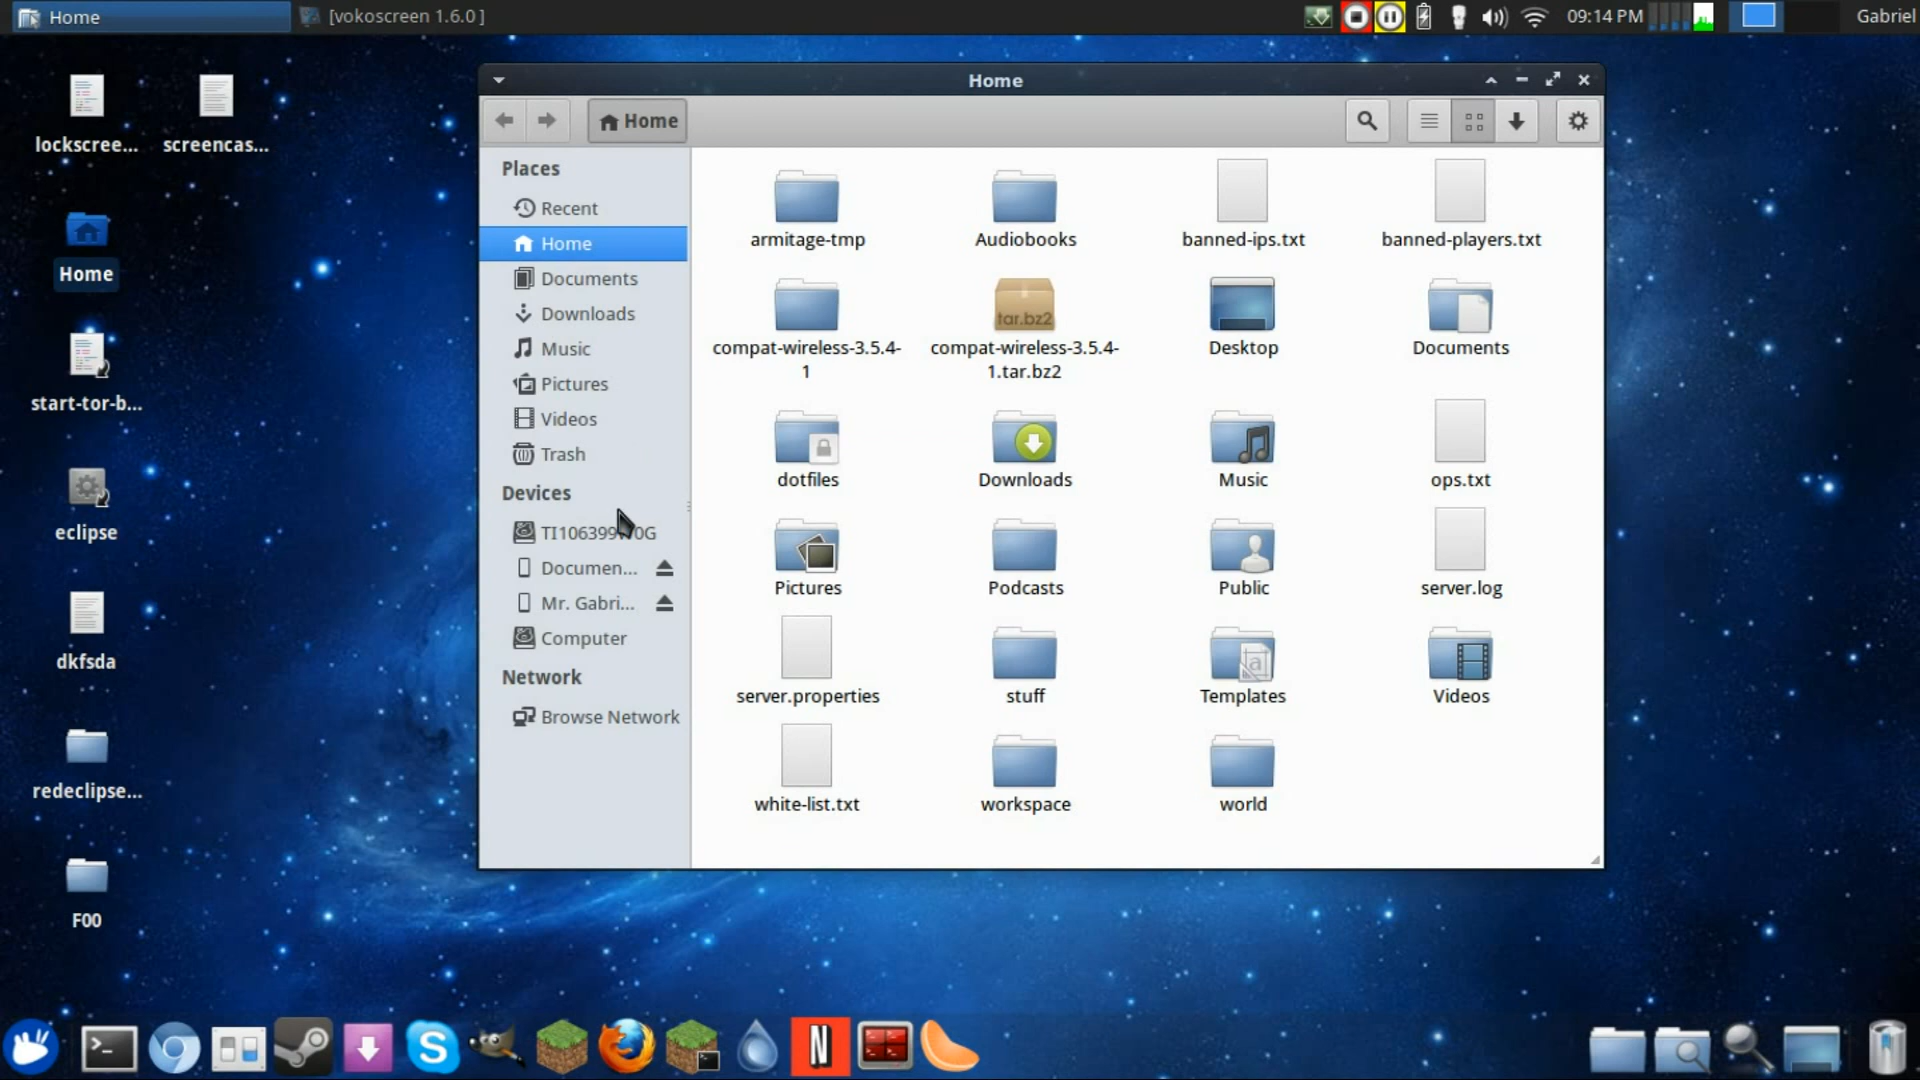 Home
[vokoscreen 1.6.0 ]
09:14 PM
Gabriel
lockscree...
screencas...
Home
start-tor-b...
eclipse
dkfsda
redeclipse...
F00
Home
Home
Places
Recent
Home
Documents
Downloads
Music
Pictures
Videos
Trash
Devices
Documen...
Mr. Gabri...
Computer
Network
Browse Network
armitage-tmp
Audiobooks
banned-ips.txt
banned-players.txt
compat-wireless-3.5.4-
1
tar.bz2
compat-wireless-3.5.4-
1.tar.bz2
Desktop
Documents
dotfiles
Downloads
Music
ops.txt
Pictures
Podcasts
Public
server.log
server.properties
stuff
a
Templates
Videos
white-list.txt
workspace
world
>_
S
N